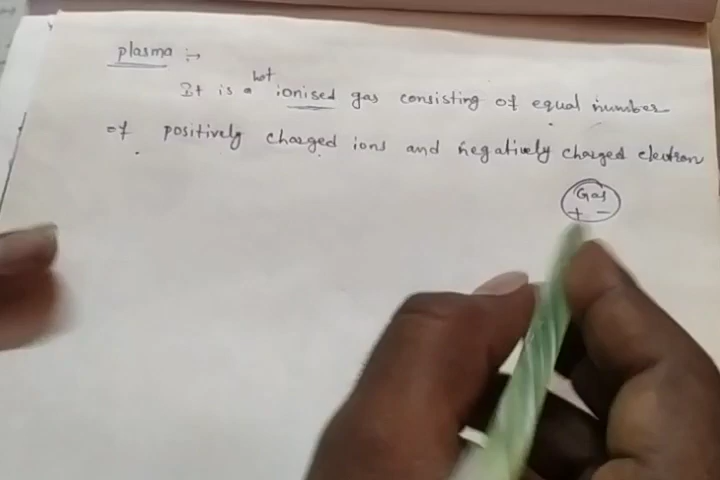 plasma :-
It is a hot ionised gas consisting of equal number
of positively charged ions and negatively charged electron
Gas
+ -